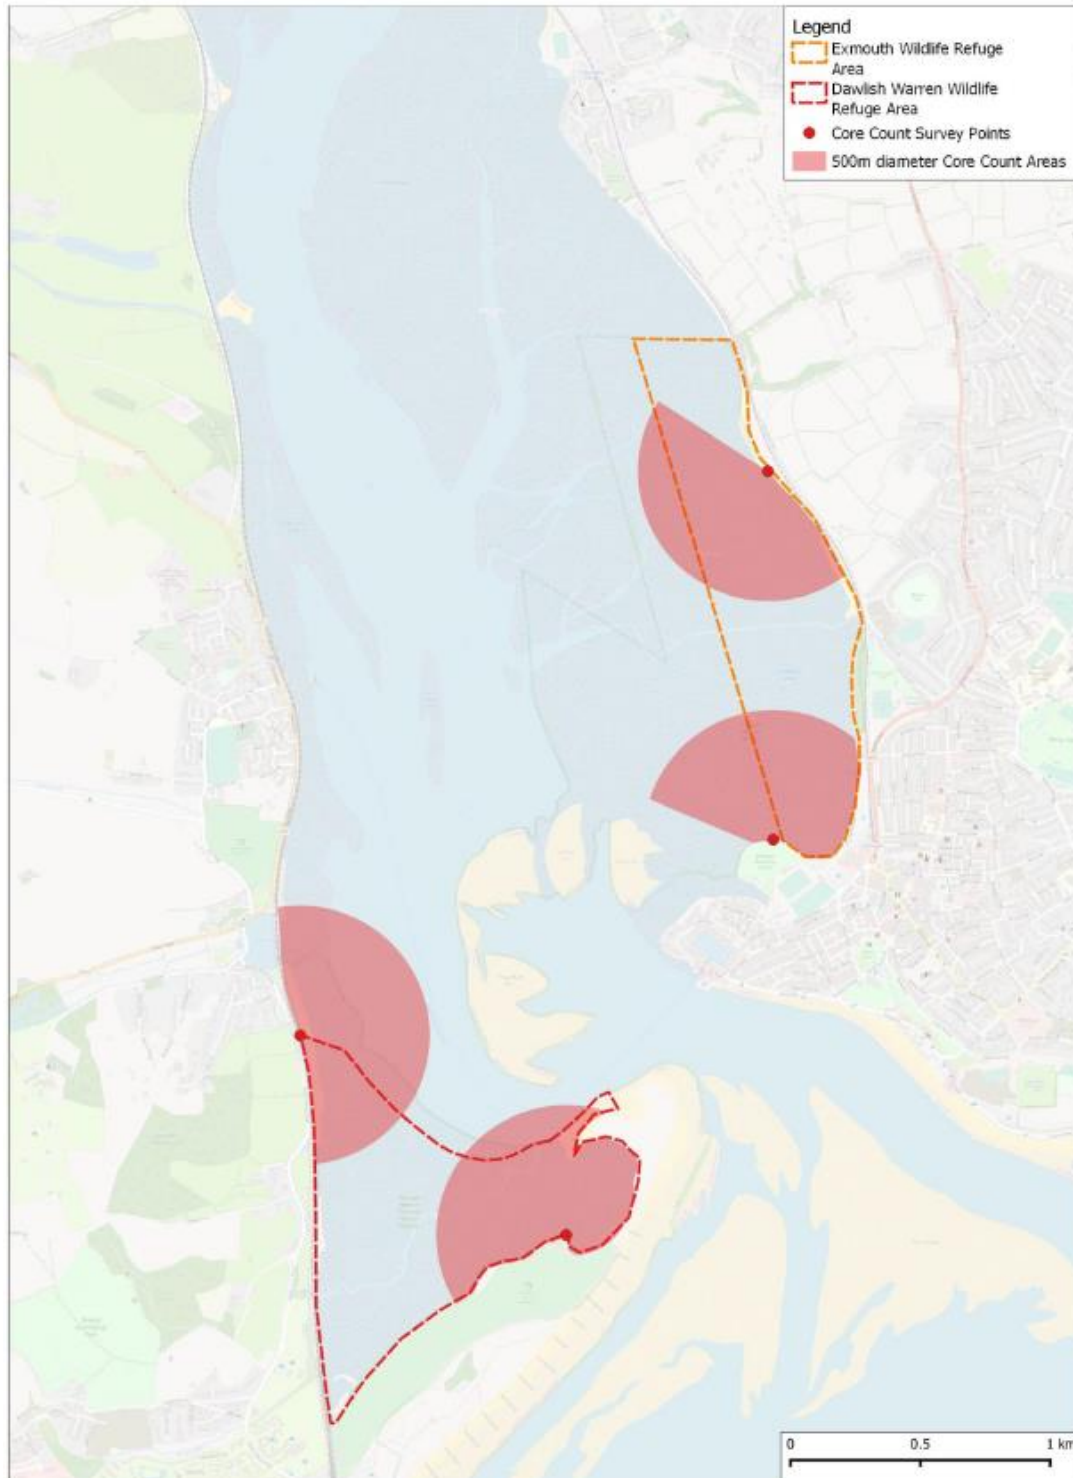 Legend
Exmouth Wildlife Refuge
Area
Dawlish Warren Wildlife
Refuge Area
Core Count Survey Points
500m diameter Core Count Areas
0 0.5 1 km